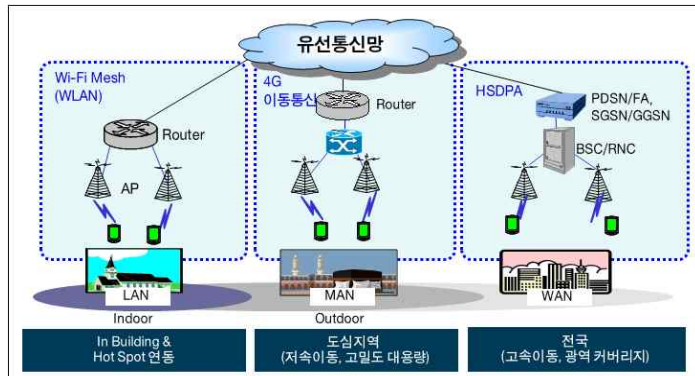 유선통신망
Wi-Fi Mesh
(WLAN)
Router
AP
LAN
Indoor
In Building &
Hot Spot 연동
4G
이동통신
Router
MAN
Outdoor
도심지역
(저속이동, 고밀도 대용량)
HSDPA
PDSN/FA,
SGSN/GGSN
BSC/RNC
WAN
전국
(고속이동, 광역 커버리지)